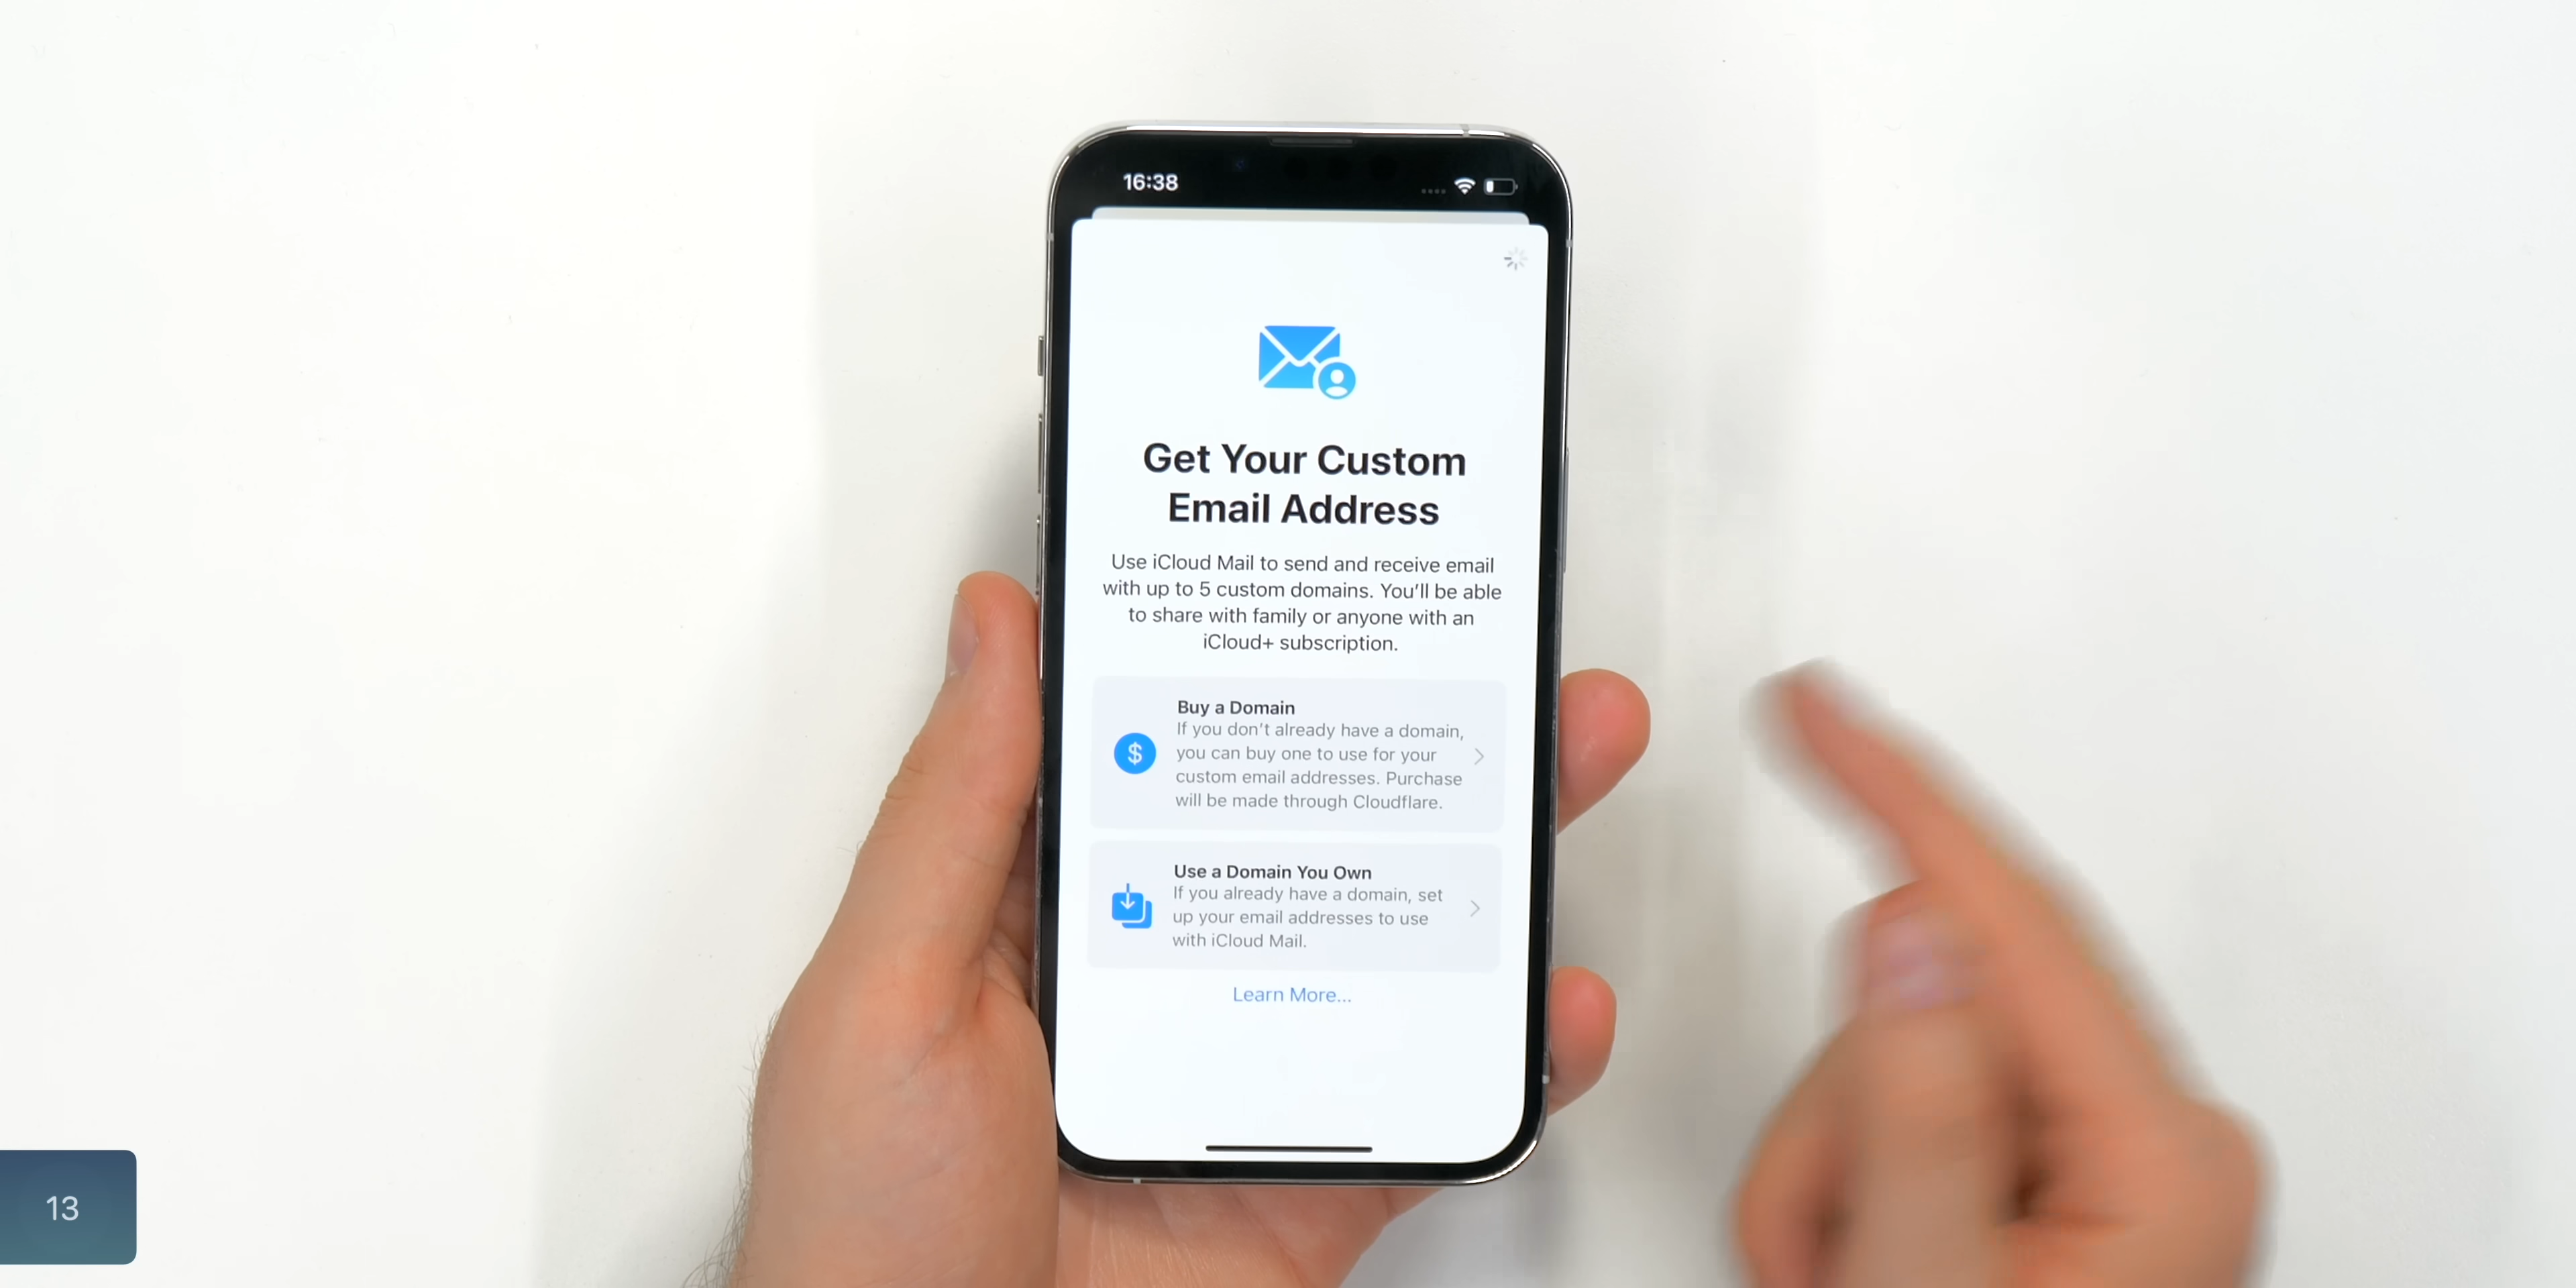 16:38
Get Your Custom
Email Address
Use iCloud Mail to send and receive email
with up to 5 custom domains. You’ll be able
to share with family or anyone with an
iCloud+ subscription.
Buy a Domain
If you don’t already have a domain,
you can buy one to use for your
custom email addresses. Purchase
will be made through Cloudflare.
$
Use a Domain You Own
If you already have a domain, set
up your email addresses to use
with iCloud Mail.
Learn More...
13